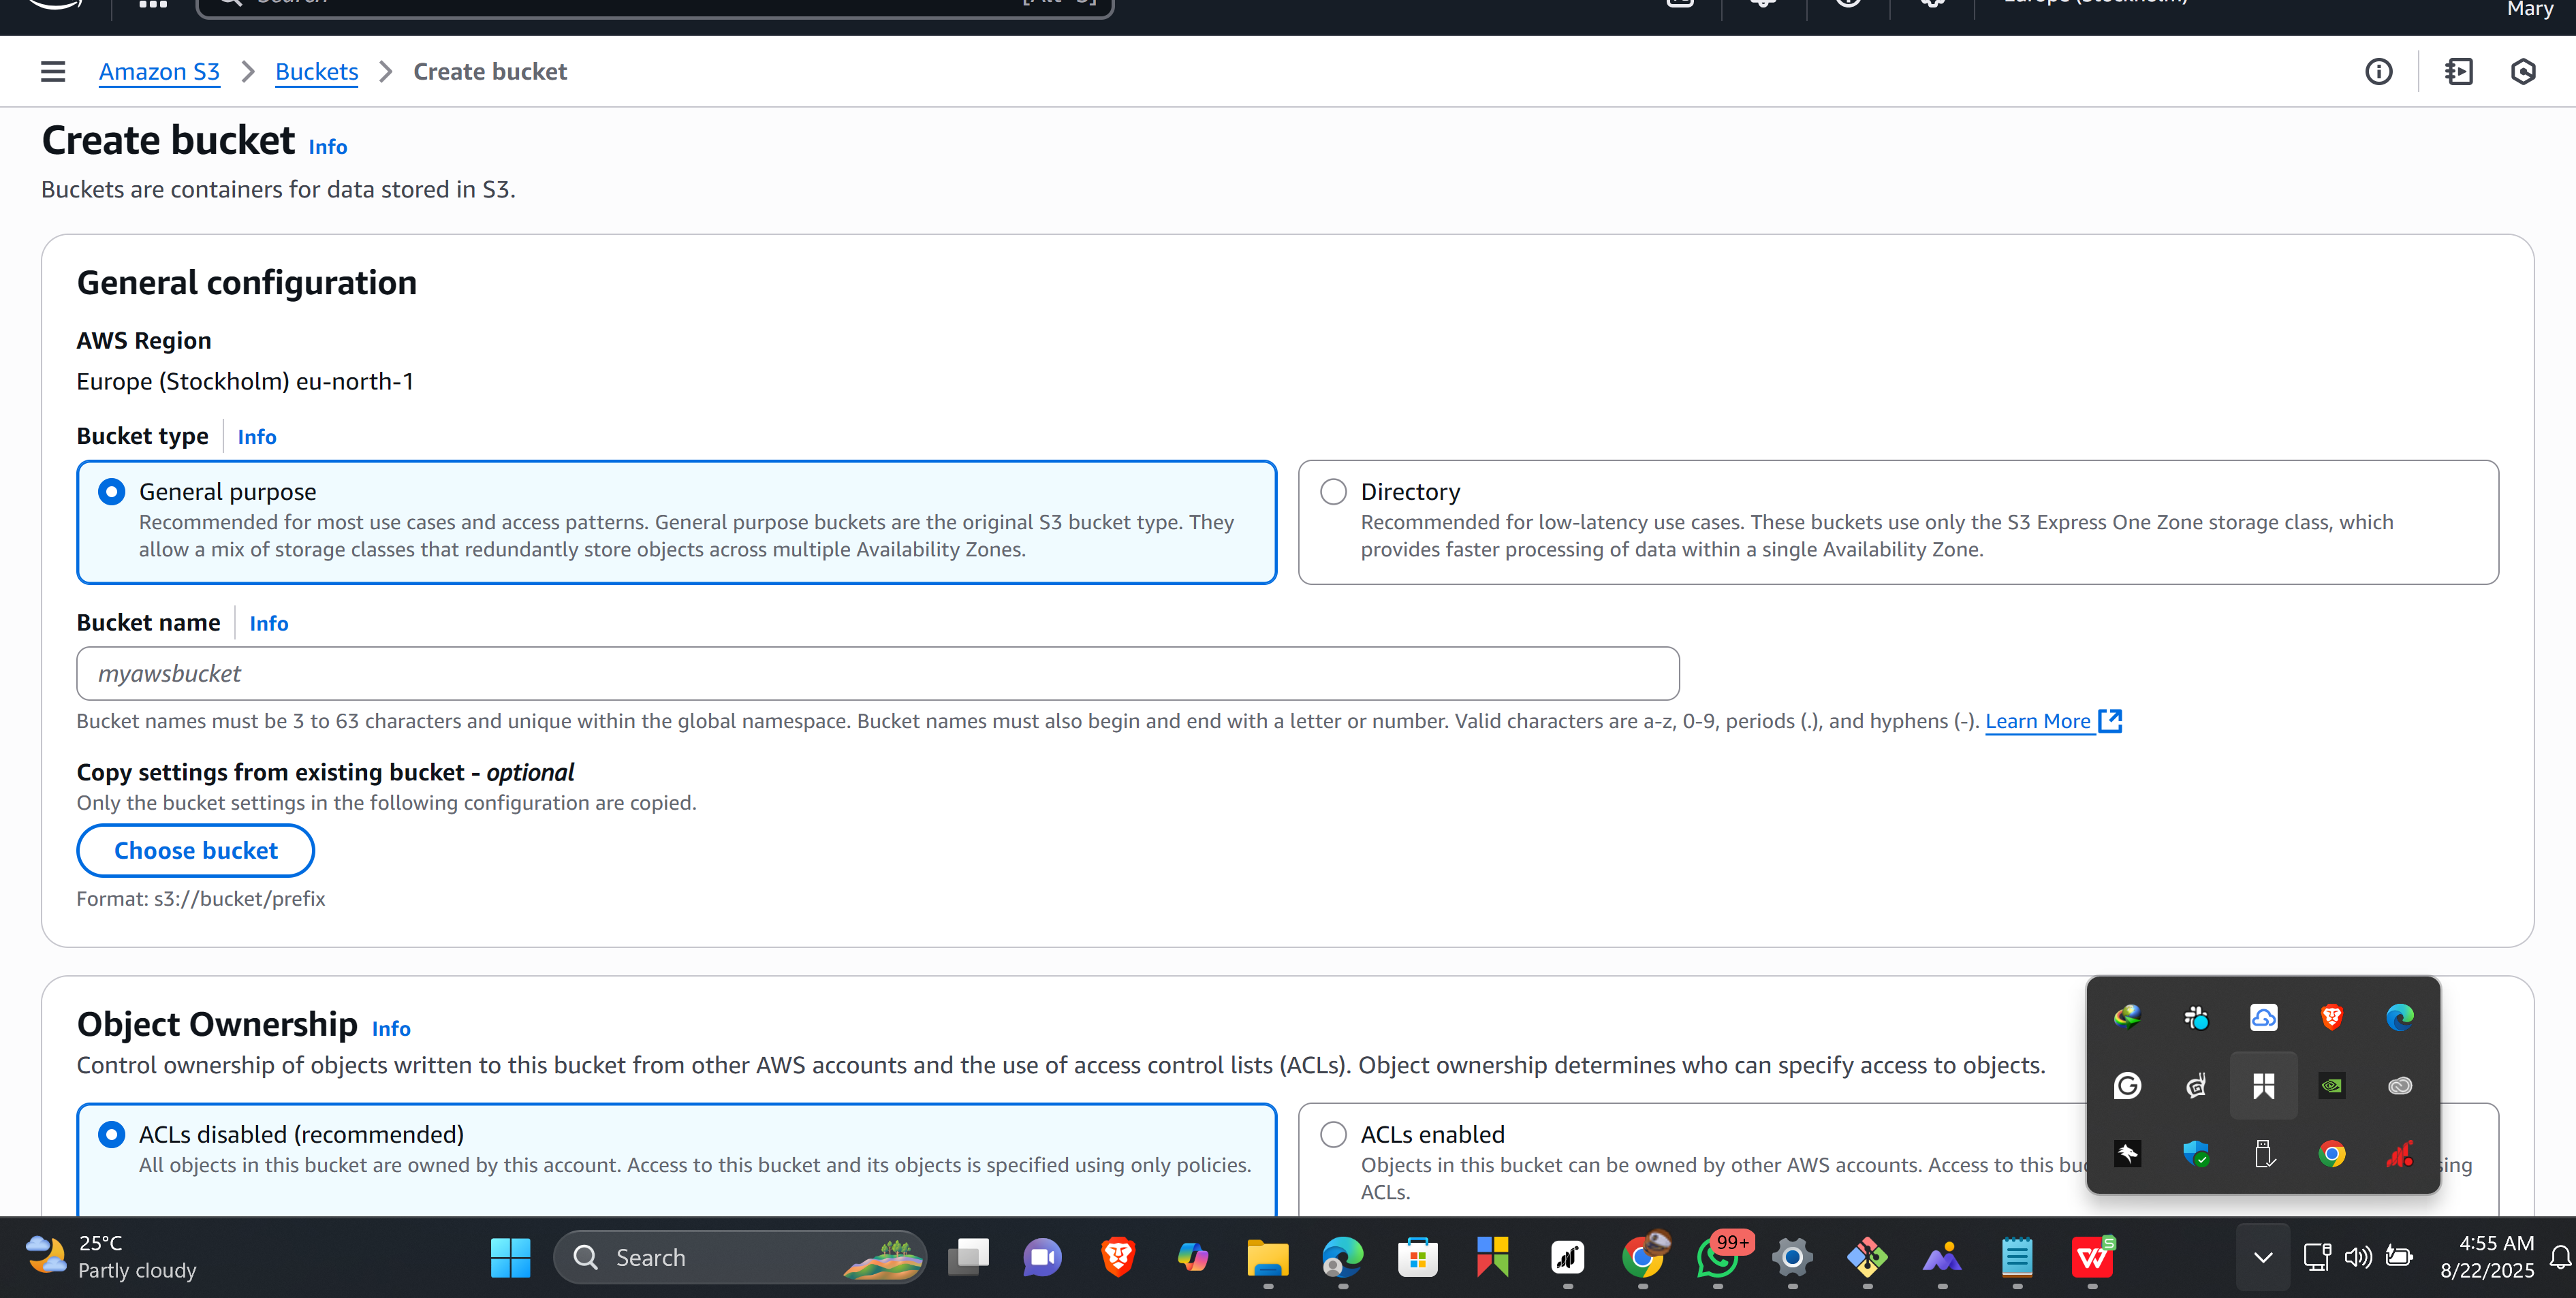 Search
[Alt+S]
Europe (Stockholm)
Mary
Amazon S3
Buckets
Create bucket
Create bucket Info
Buckets are containers for data stored in S3.
General configuration
AWS Region
Europe (Stockholm) eu-north-1
Bucket type Info
General purpose
Recommended for most use cases and access patterns. General purpose buckets are the original S3 bucket type. They
allow a mix of storage classes that redundantly store objects across multiple Availability Zones.
Directory
Recommended for low-latency use cases. These buckets use only the S3 Express One Zone storage class, which
provides faster processing of data within a single Availability Zone.
Bucket name Info
myawsbucket
Bucket names must be 3 to 63 characters and unique within the global namespace. Bucket names must also begin and end with a letter or number. Valid characters are a-z, 0-9, periods (.), and hyphens (-). Learn More
Copy settings from existing bucket - optional
Only the bucket settings in the following configuration are copied.
Choose bucket
Format: s3://bucket/prefix
Object Ownership Info
Control ownership of objects written to this bucket from other AWS accounts and the use of access control lists (ACLs). Object ownership determines who can specify access to objects.
ACLs disabled (recommended)
All objects in this bucket are owned by this account. Access to this bucket and its objects is specified using only policies.
ACLs enabled
Objects in this bucket can be owned by other AWS accounts. Access to this
ACLs.
25°C
Partly cloudy
Search
99+
4:55 AM
8/22/2025